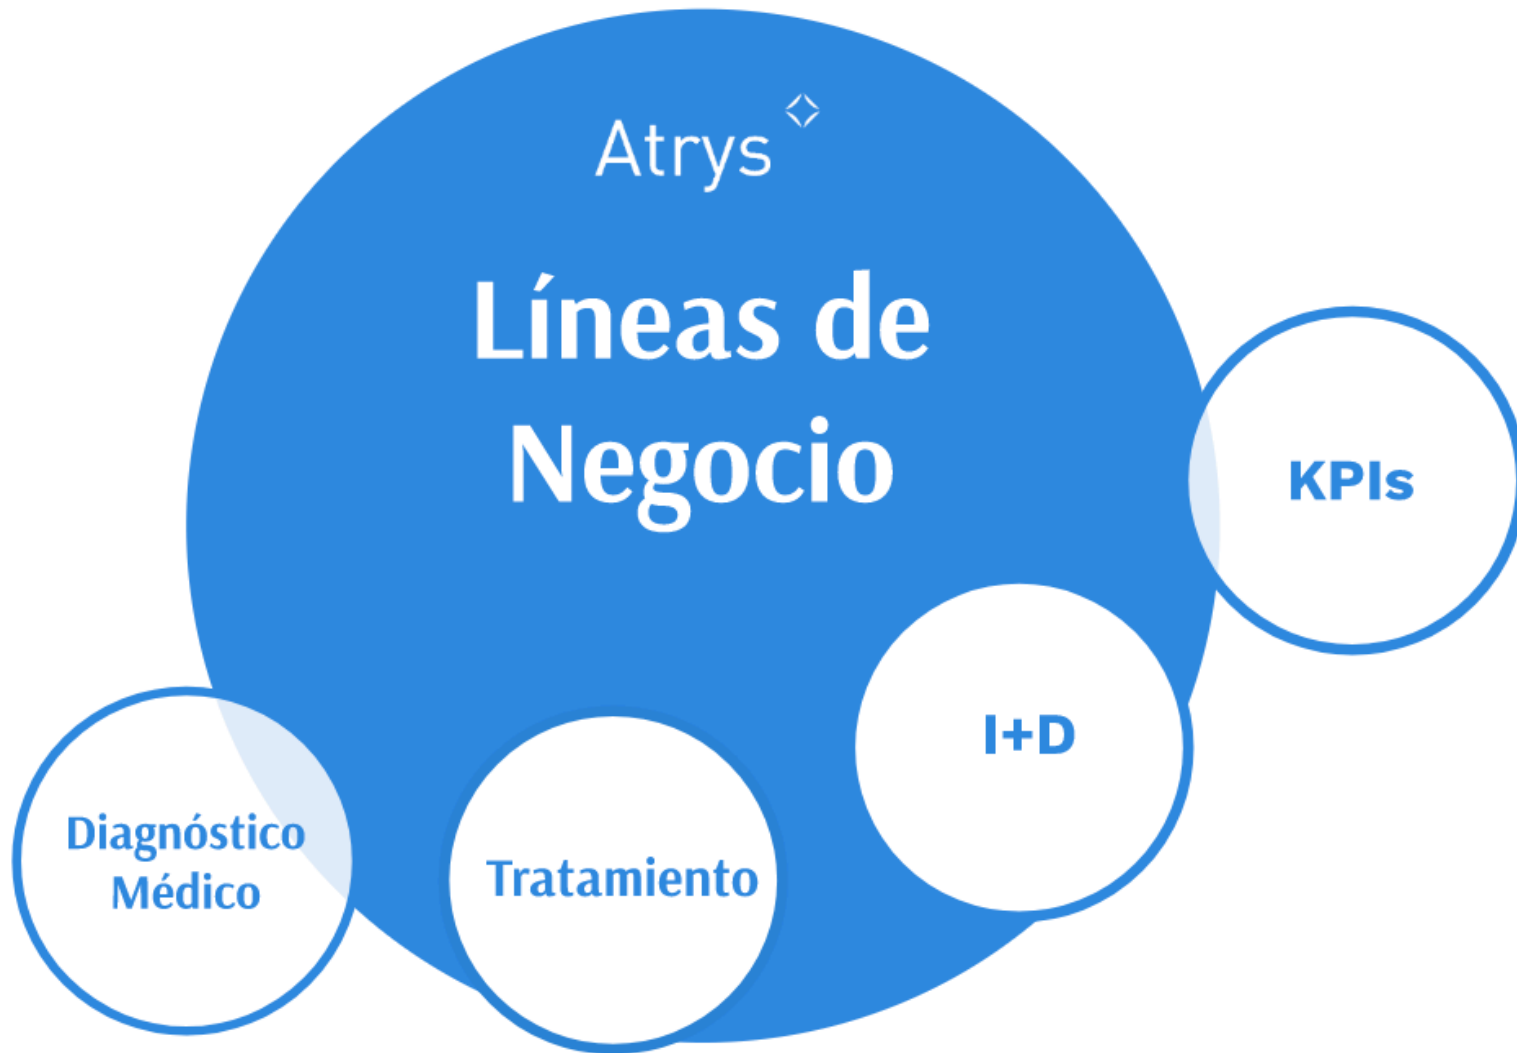 Atrys
Líneas de
Negocio
KPIs
I+D
Diagnóstico
Médico
Tratamiento